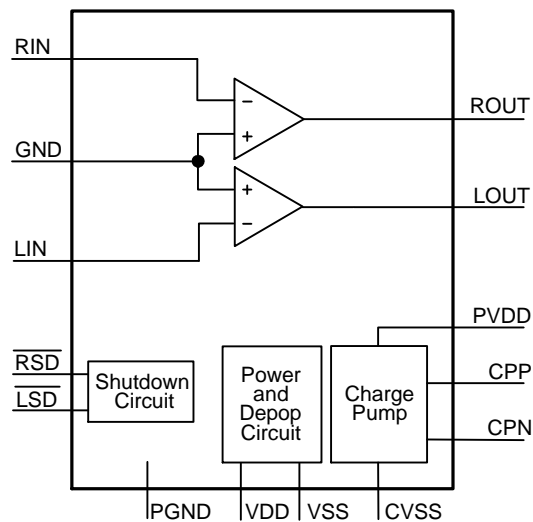 RIN
−
ROUT
+
GND
+
LOUT
−
LIN
PVDD
RSD
Shutdown
Circuit
LSD
Power
and
Depop
Circuit
Charge
Pump
CPP
CPN
PGND
VDD
VSS
CVSS